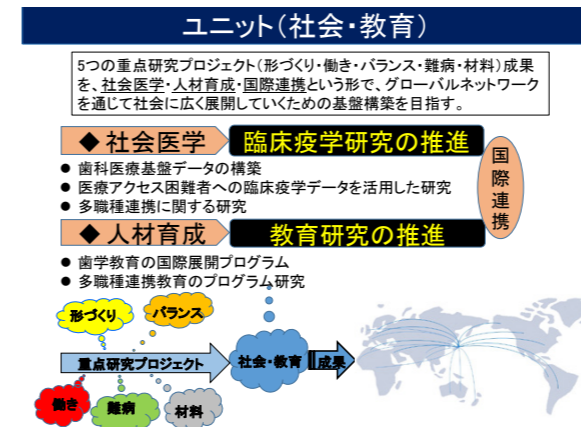 ユニット(社会・教育)
5つの重点研究プロジェクト(形づくり・働き・バランス・難病・材料)成果
を、社会医学・人材育成・国際連携という形で、グローバルネットワーク
を通じて社会に広く展開していくための基盤構築を目指す。
◆社会医学
臨床疫学研究の推進
● 歯科医療基盤データの構築
● 医療アクセス困難者への臨床疫学データを活用した研究
● 多職種連携に関する研究
国際連携
◆人材育成
教育研究の推進
● 歯学教育の国際展開プログラム
● 多職種連携教育のプログラム研究
形づくり
バランス
重点研究プロジェクト
社会・教育
成果
働き
難病
材料